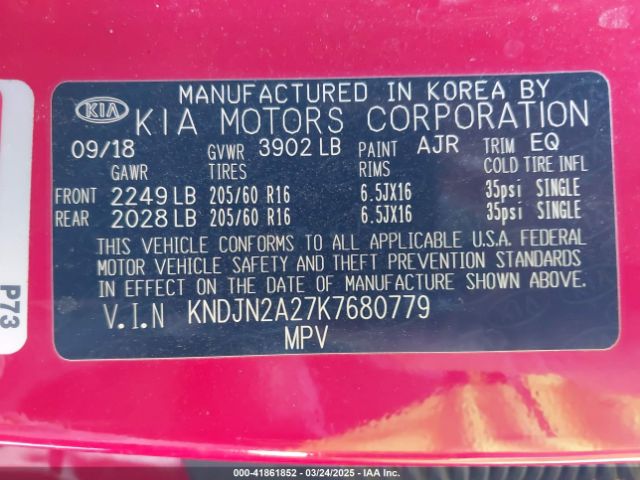 MANUFACTURED IN KOREA BY
KIA KIA MOTORS CORPORATION
09/18 GVWR 3902 LB PAINT AJR TRIM EQ
GAWR TIRES RIMS COLD TIRE INFL
FRONT 2249 LB 205/60 R16 6.5JX16 35psi SINGLE
REAR 2028 LB 205/60 R16 6.5JX16 35psi SINGLE
THIS VEHICLE CONFORMS TO ALL APPLICABLE U.S.A. FEDERAL
MOTOR VEHICLE SAFETY AND THEFT PREVENTION STANDARDS
IN EFFECT ON THE DATE OF MANUFACTURE SHOWN ABOVE.
V.I.N KNDJN2A27K7680779
MPV
P73
000-41861852 — 03/24/2025 — IAA Inc.